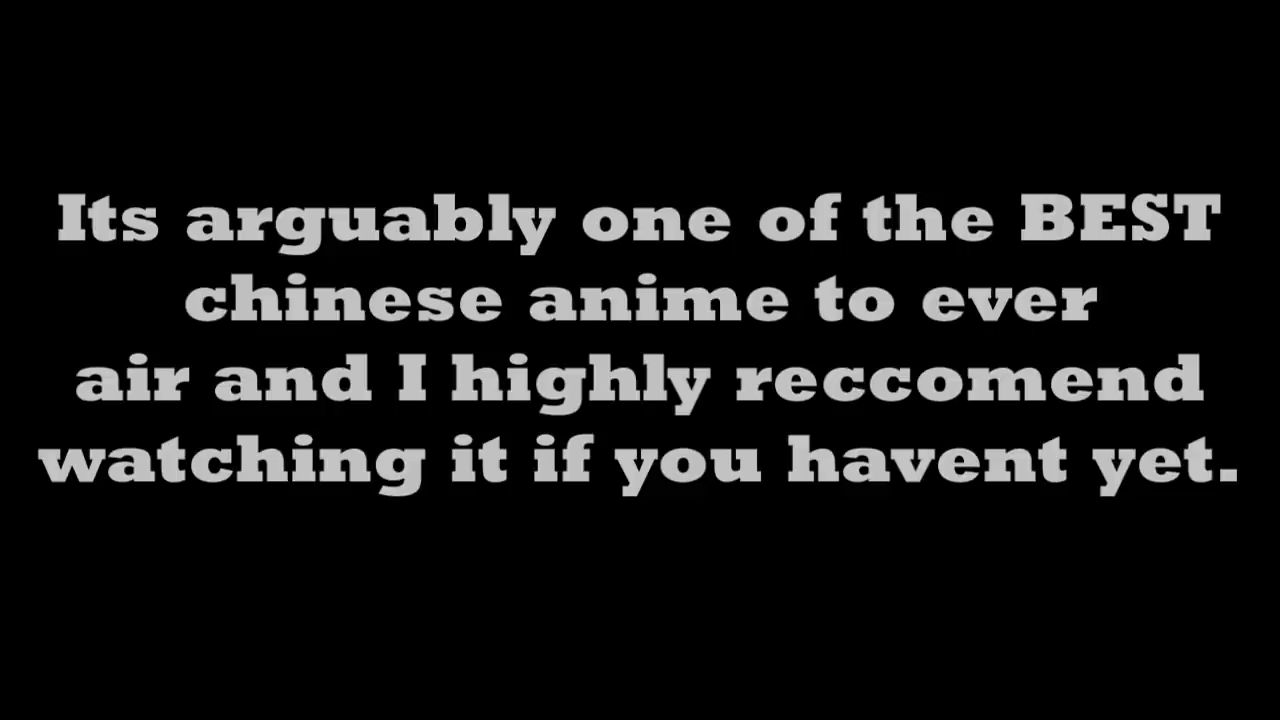 Its arguably one of the BEST
chinese anime to ever
air and I highly reccomend
watching it if you havent yet.